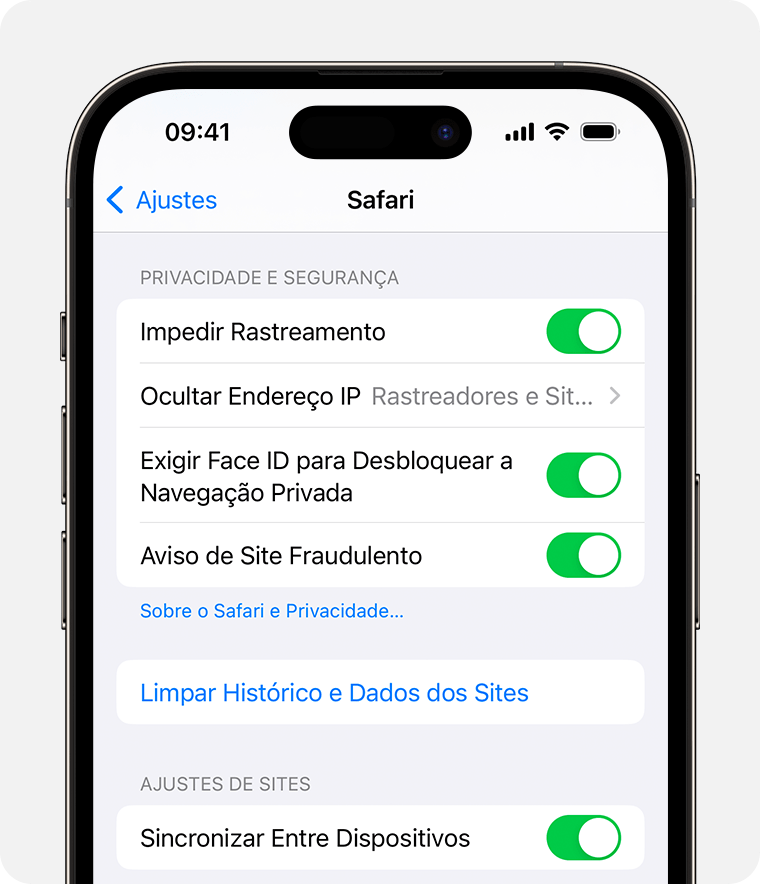 09:41
Ajustes
Safari
PRIVACIDADE E SEGURANÇA
Impedir Rastreamento
Ocultar Endereço IP Rastreadores e Sit...
Exigir Face ID para Desbloquear a
Navegação Privada
Aviso de Site Fraudulento
Sobre o Safari e Privacidade...
Limpar Histórico e Dados dos Sites
AJUSTES DE SITES
Sincronizar Entre Dispositivos